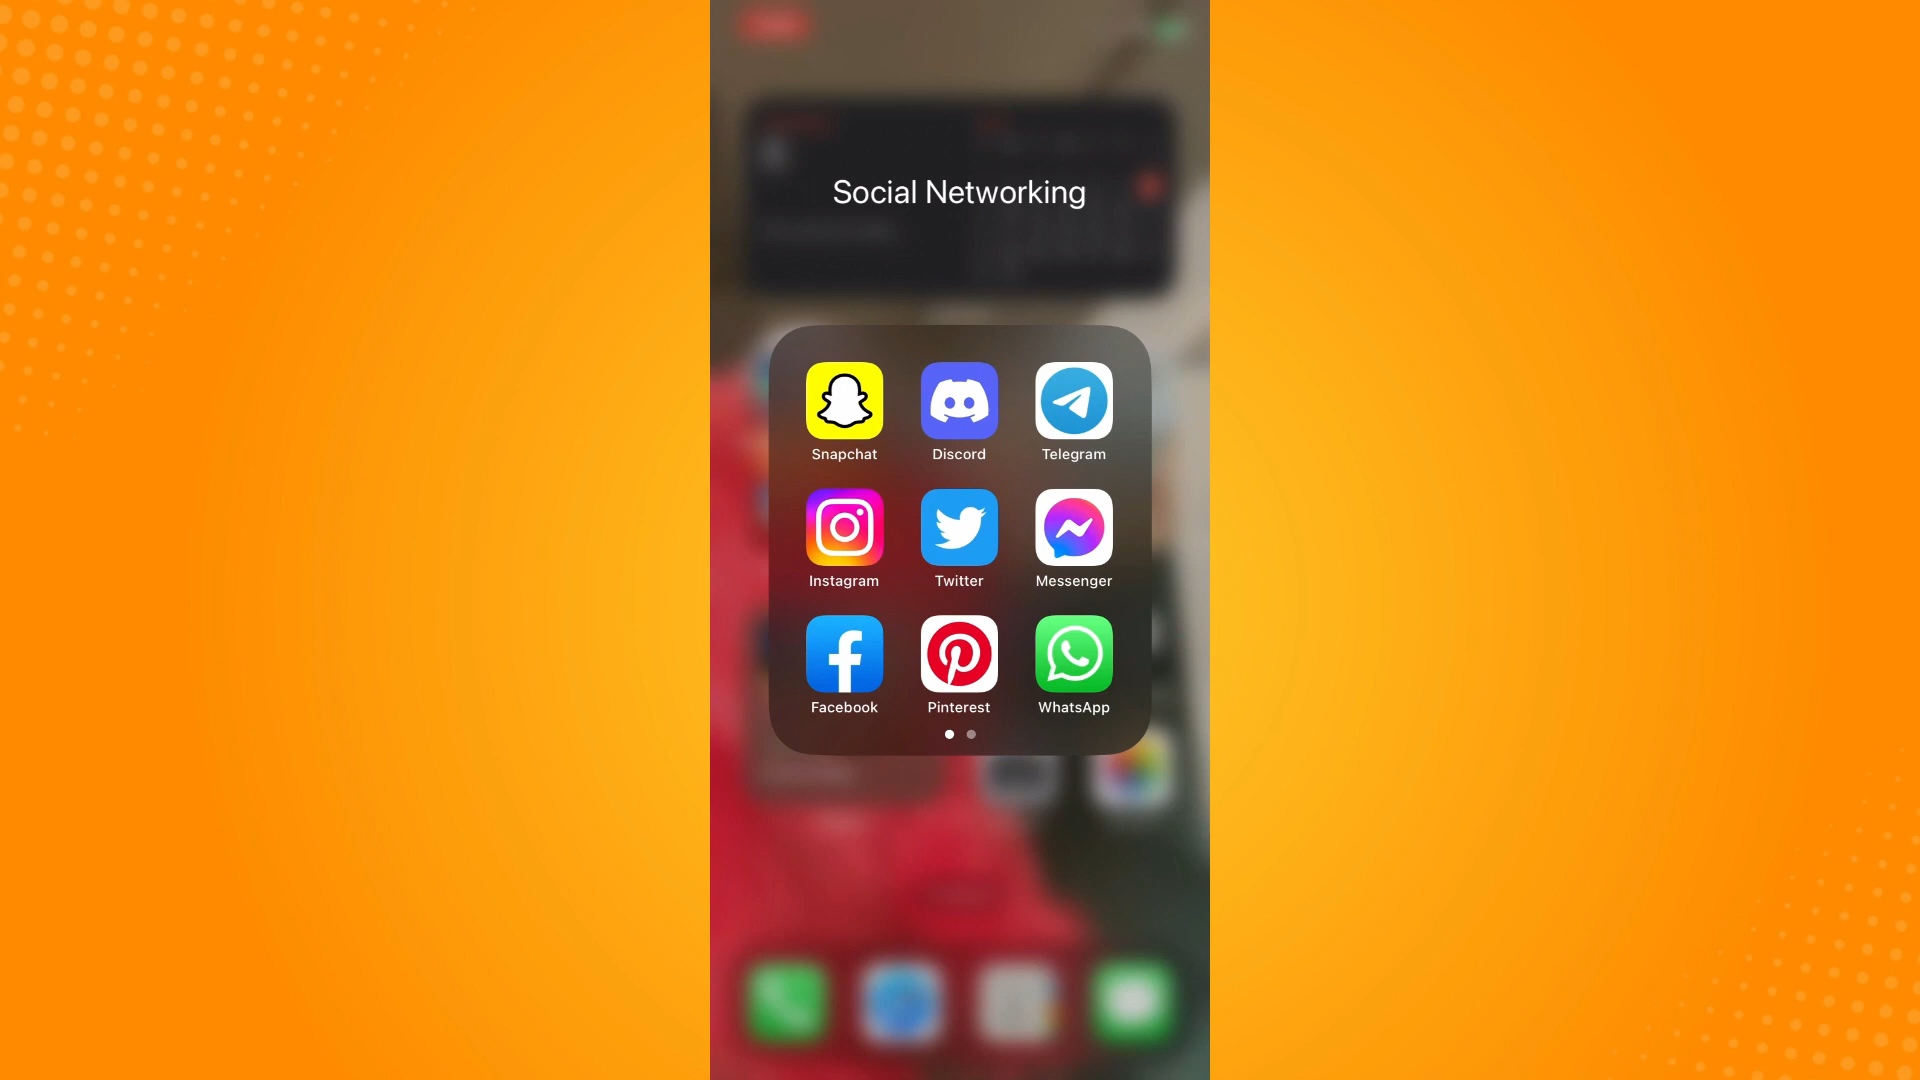 Social Networking
Snapchat Discord Telegram
Instagram Twitter Messenger
Facebook Pinterest WhatsApp